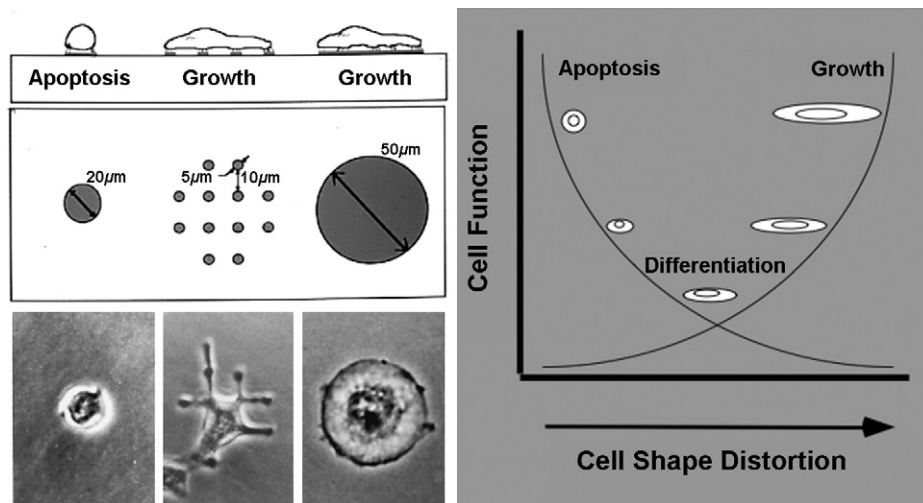 Apoptosis Growth Growth
20µm
5µm 10µm
50µm
Apoptosis Growth
Differentiation
Cell Function
Cell Shape Distortion